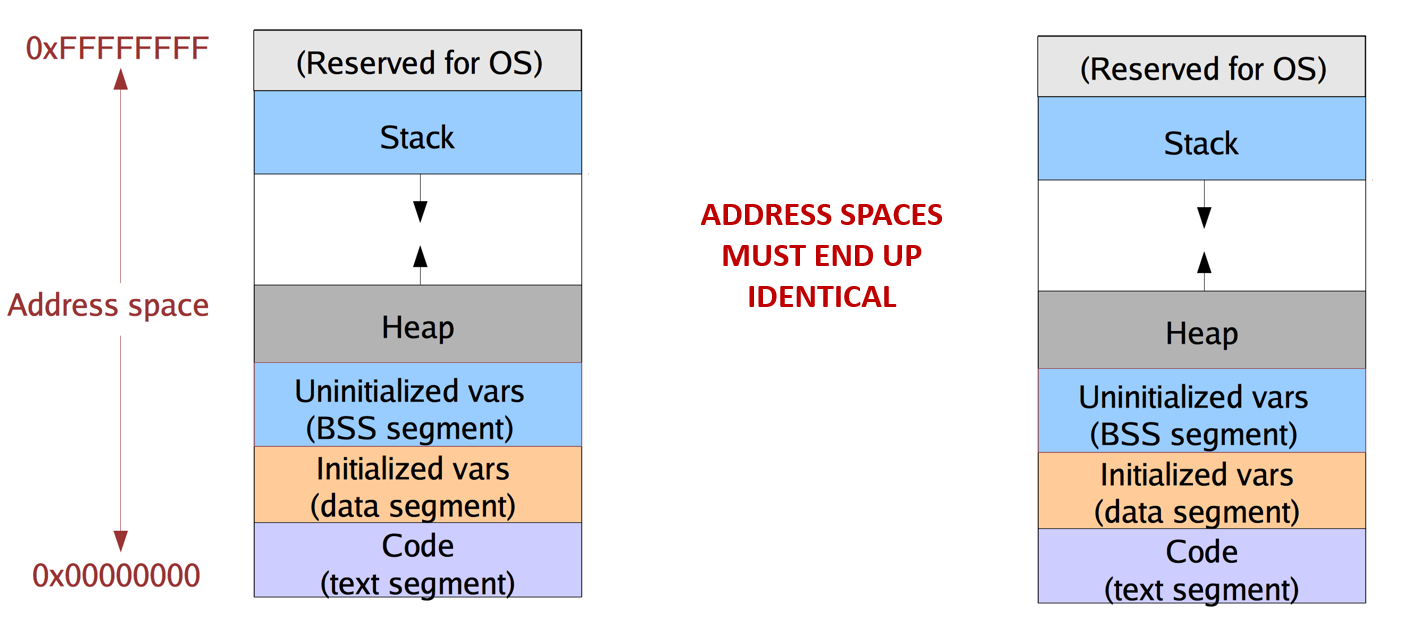 0xFFFFFFFF
Address space
0x00000000
(Reserved for OS)
Stack
Heap
Uninitialized vars
(BSS segment)
Initialized vars
(data segment)
Code
(text segment)
ADDRESS SPACES
MUST END UP
IDENTICAL
(Reserved for OS)
Stack
Heap
Uninitialized vars
(BSS segment)
Initialized vars
(data segment)
Code
(text segment)